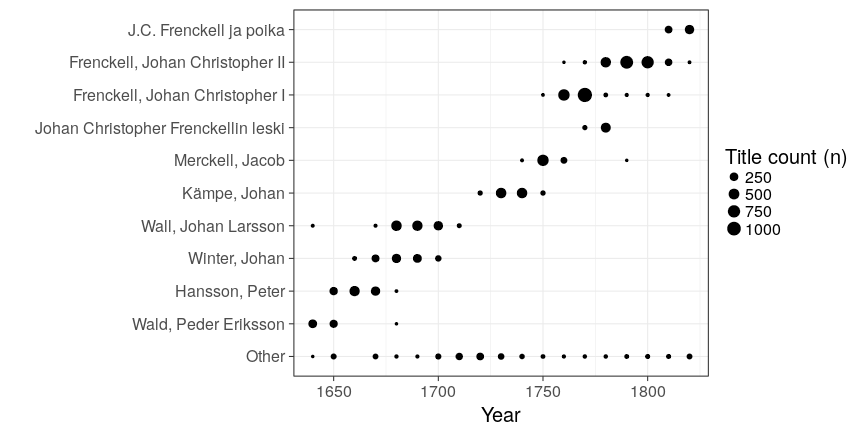 J.C. Frenckell ja poika
Frenckell, Johan Christopher II
Frenckell, Johan Christopher I
Johan Christopher Frenckellin leski
Merckell, Jacob
Kämpe, Johan
Wall, Johan Larsson
Winter, Johan
Hansson, Peter
Wald, Peder Eriksson
Other
1650 1700 1750 1800
Year
Title count (n)
250
500
750
1000